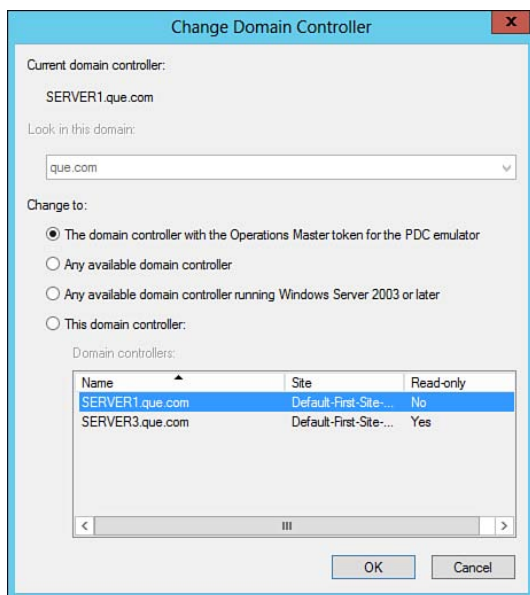 Change Domain Controller
x
Current domain controller:
SERVER1.que.com
Look in this domain:
que.com
Change to:
The domain controller with the Operations Master token for the PDC emulator
Any available domain controller
Any available domain controller running Windows Server 2003 or later
This domain controller:
Domain controllers:
Name Site Read-only
SERVER1.que.com Default-First-Site-... No
SERVER3.que.com Default-First-Site-... Yes
OK Cancel